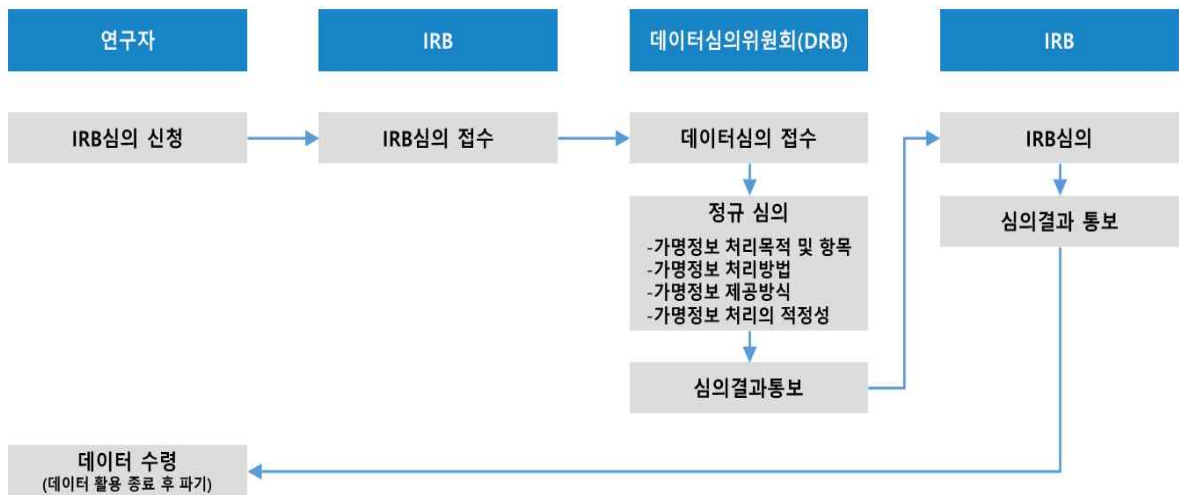 연구자
IRB
데이터심의위원회(DRB)
IRB
IRB심의 신청
IRB심의 접수
데이터심의 접수
IRB심의
정규 심의
-가명정보 처리목적 및 항목
-가명정보 처리방법
-가명정보 제공방식
-가명정보 처리의 적정성
심의결과 통보
심의결과통보
데이터 수령
(데이터 활용 종료 후 파기)